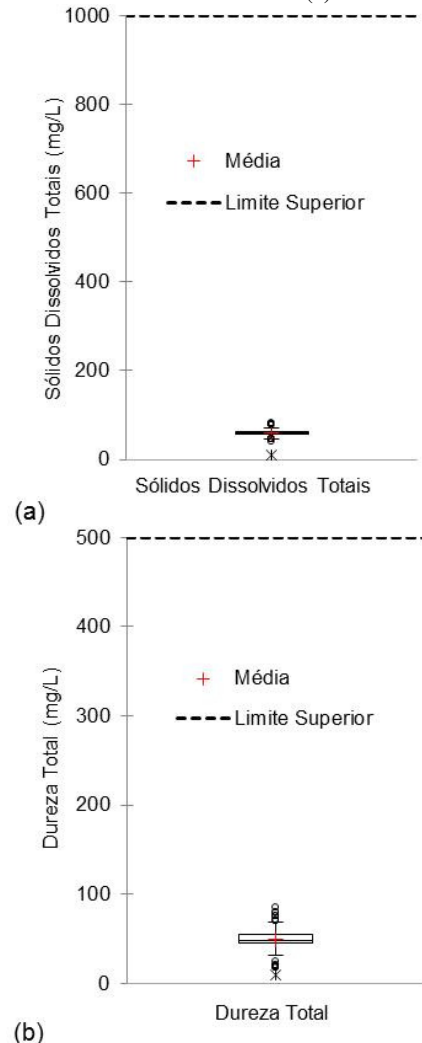 Sólidos Dissolvidos Totais (mg/L)
1000
800
600
400
200
0
Média
Limite Superior
Sólidos Dissolvidos Totais
(a)
Dureza Total (mg/L)
500
400
300
200
100
0
Média
Limite Superior
Dureza Total
(b)